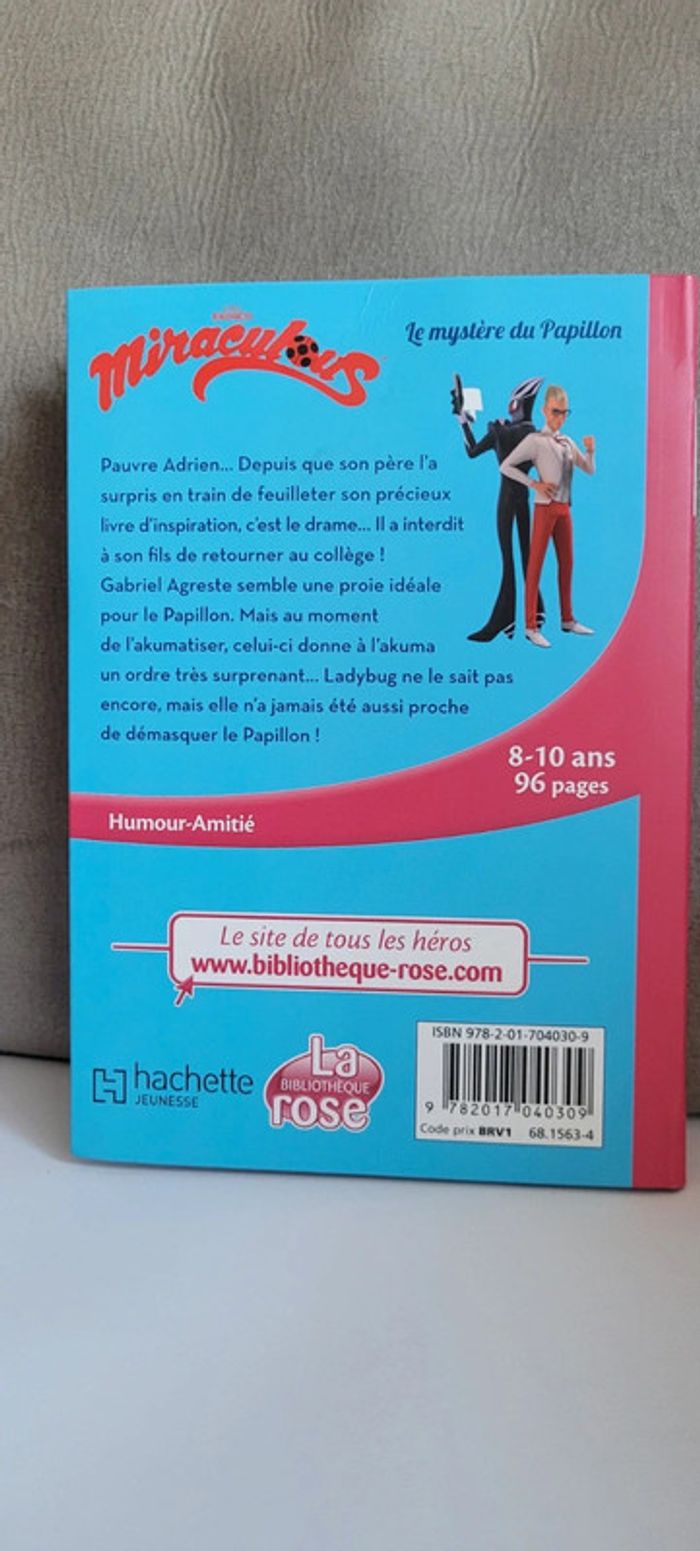 Miraculous
Le mystère du Papillon
Pauvre Adrien... Depuis que son père l'a
surpris en train de feuilleter son précieux
livre d'inspiration, c'est le drame... Il a interdit
à son fils de retourner au collège !
Gabriel Agreste semble une proie idéale
pour le Papillon. Mais au moment
de l'akumatiser, celui-ci donne à l'akuma
un ordre très surprenant... Ladybug ne le sait pas
encore, mais elle n'a jamais été aussi proche
de démasquer le Papillon !
8-10 ans
96 pages
Humour-Amitié
Le site de tous les héros
www.bibliotheque-rose.com
hachette
JEUNESSE
La
BIBLIOTHÈQUE
rose
ISBN 978-2-01-704030-9
9 782017 040309
Code prix BRV1 68.1563-4